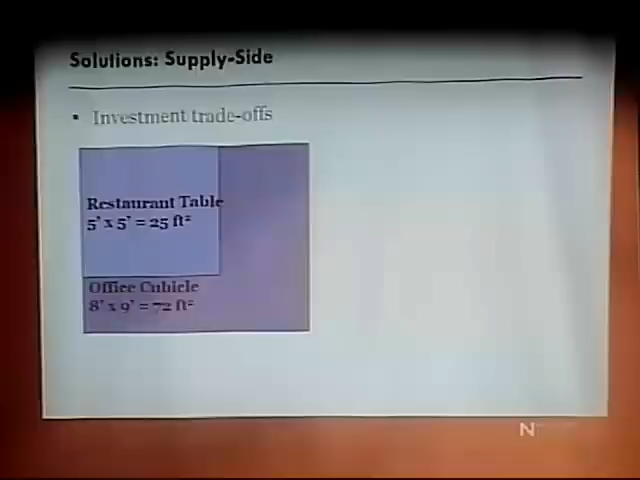 Solutions: Supply-Side
▪ Investment trade-offs
Restaurant Table
5' x 5' = 25 ft²
Office Cubicle
8' x 9' = 72 ft²
N